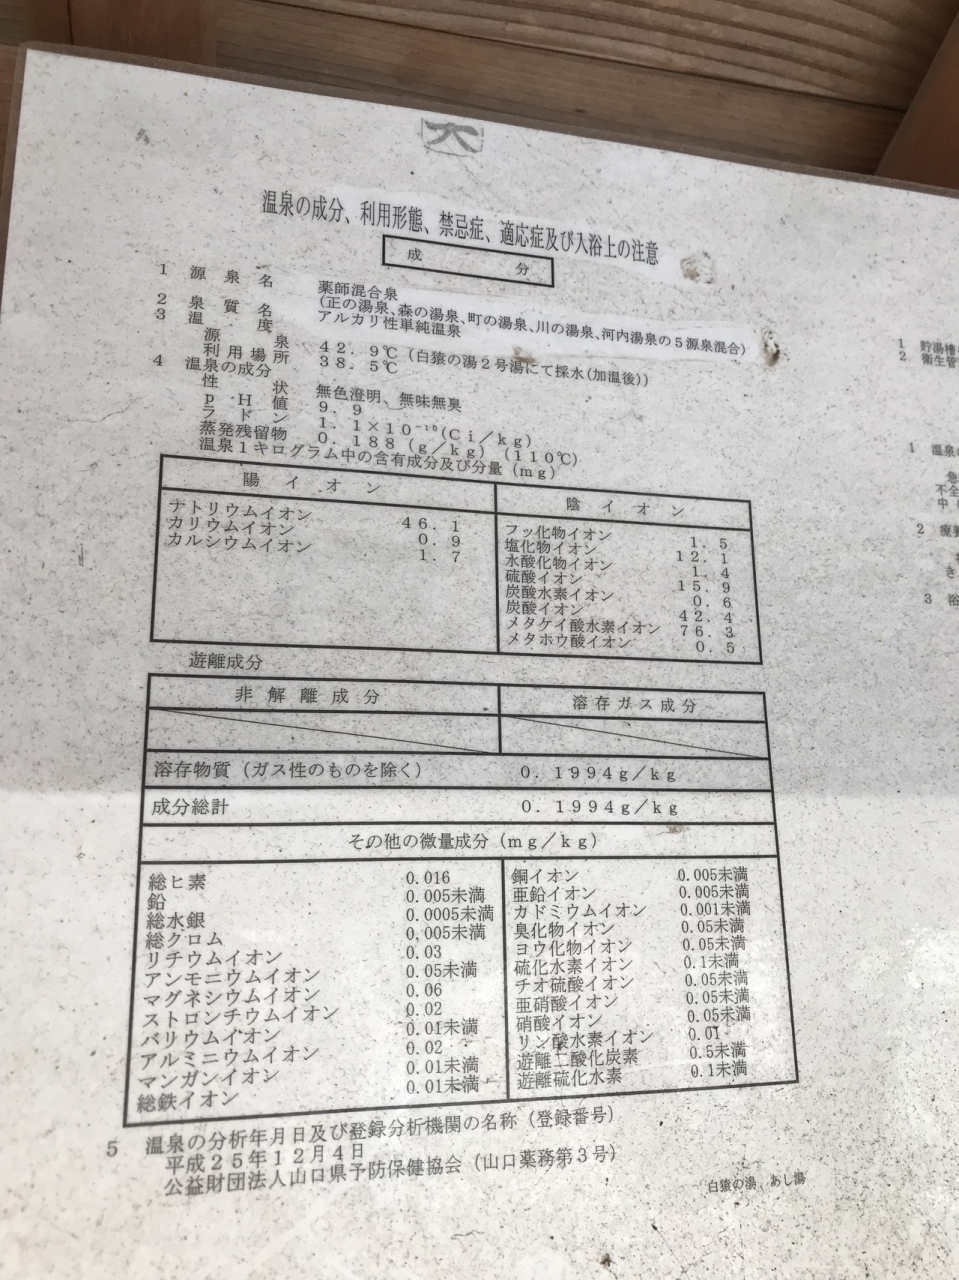 温泉の成分、利用形態、禁忌症、適応症及び入浴上の注意
成 分
1 源泉名 薬師混合泉
(正の湯泉、森の湯泉、町の湯泉、川の湯泉、河内湯泉の5源泉混合)
2 泉質名 アルカリ性単純温泉
3 温度
源泉 42.9℃(白猿の湯2号湯にて採水(加温後))
利用場所 38.5℃
4 温泉の成分
性状 無色澄明、無味無臭
pH値 9.9
ラドン 1.1×10⁻¹⁰(Ci/kg)
蒸発残留物 0.188(g/kg)(110℃)
温泉1キログラム中の含有成分及び分量(mg)
陽イオン 陰イオン
ナトリウムイオン 46.1
カリウムイオン 0.9
カルシウムイオン 1.7
フッ化物イオン 1.5
塩化物イオン 12.1
水酸化物イオン 1.4
硫酸イオン 15.9
炭酸水素イオン 0.6
炭酸イオン 42.4
メタケイ酸水素イオン 76.3
メタホウ酸イオン 0.5
遊離成分
非解離成分 溶存ガス成分
溶存物質(ガス性のものを除く) 0.1994g/kg
成分総計 0.1994g/kg
その他の微量成分(mg/kg)
総ヒ素 0.016
鉛 0.005未満
総水銀 0.0005未満
総クロム 0.005未満
リチウムイオン 0.03
アンモニウムイオン 0.05未満
マグネシウムイオン 0.06
ストロンチウムイオン 0.02
バリウムイオン 0.01未満
アルミニウムイオン 0.02
マンガンイオン 0.01未満
総鉄イオン 0.01未満
銅イオン 0.005未満
亜鉛イオン 0.005未満
カドミウムイオン 0.001未満
臭化物イオン 0.05未満
ヨウ化物イオン 0.05未満
硫化水素イオン 0.1未満
チオ硫酸イオン 0.05未満
亜硝酸イオン 0.05未満
硝酸イオン 0.05未満
リン酸水素イオン 0.01
遊離二酸化炭素 0.5未満
遊離硫化水素 0.1未満
5 温泉の分析年月日及び登録分析機関の名称(登録番号)
平成25年12月4日
公益財団法人山口県予防保健協会(山口薬務第3号)
白猿の湯、あし湯
1 貯湯槽
2 衛生管
1 温泉の
急
不全
中
2 療養
き
3 浴